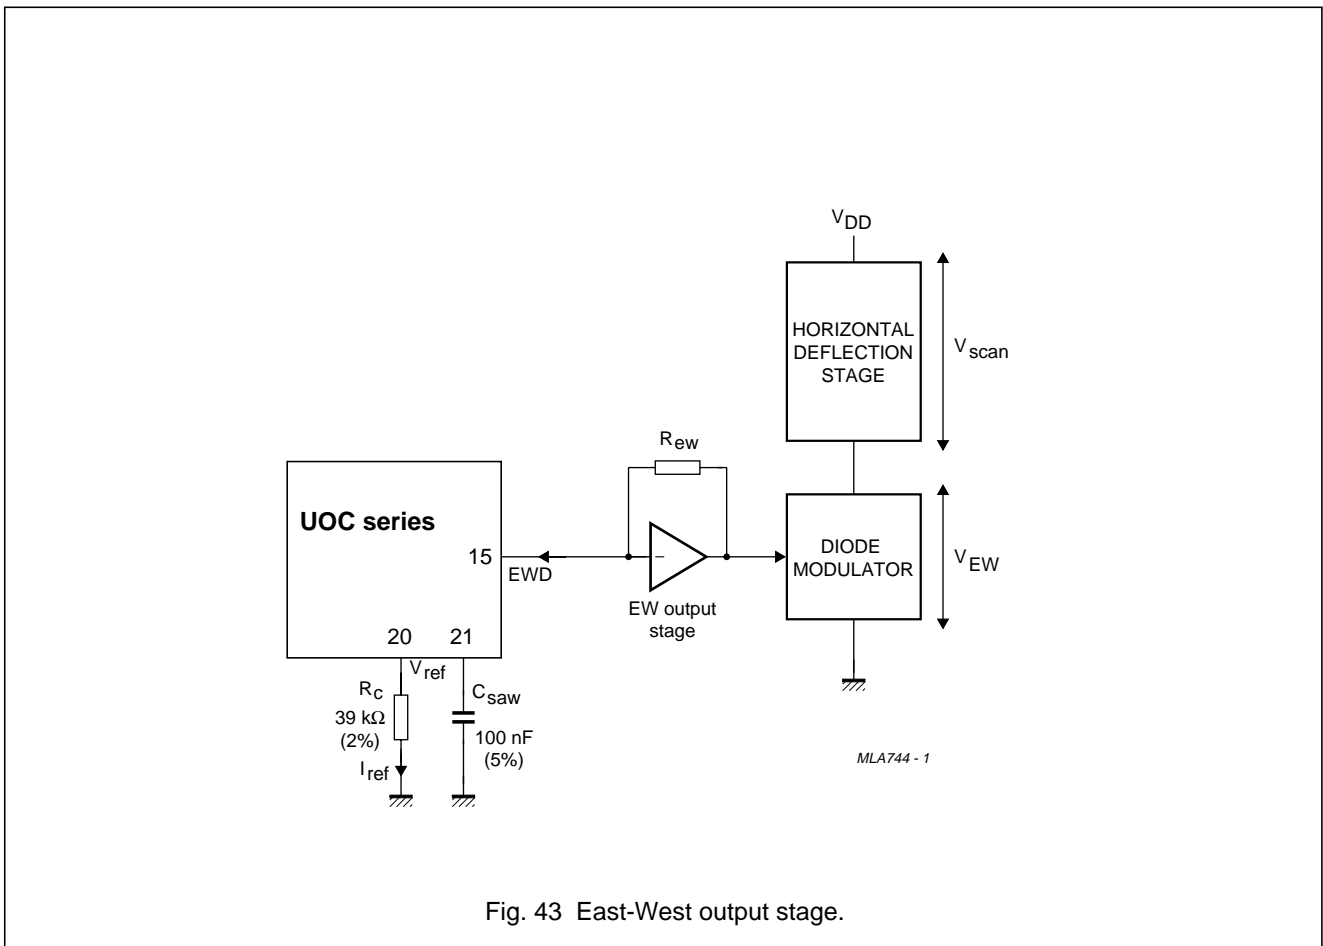 VDD
HORIZONTAL
DEFLECTION
STAGE
Vscan
Rew
UOC series
15
EWD
−
EW output
stage
DIODE
MODULATOR
VEW
20
21
Vref
RC
39 kΩ
(2%)
Iref
Csaw
100 nF
(5%)
MLA744 - 1
Fig. 43 East-West output stage.